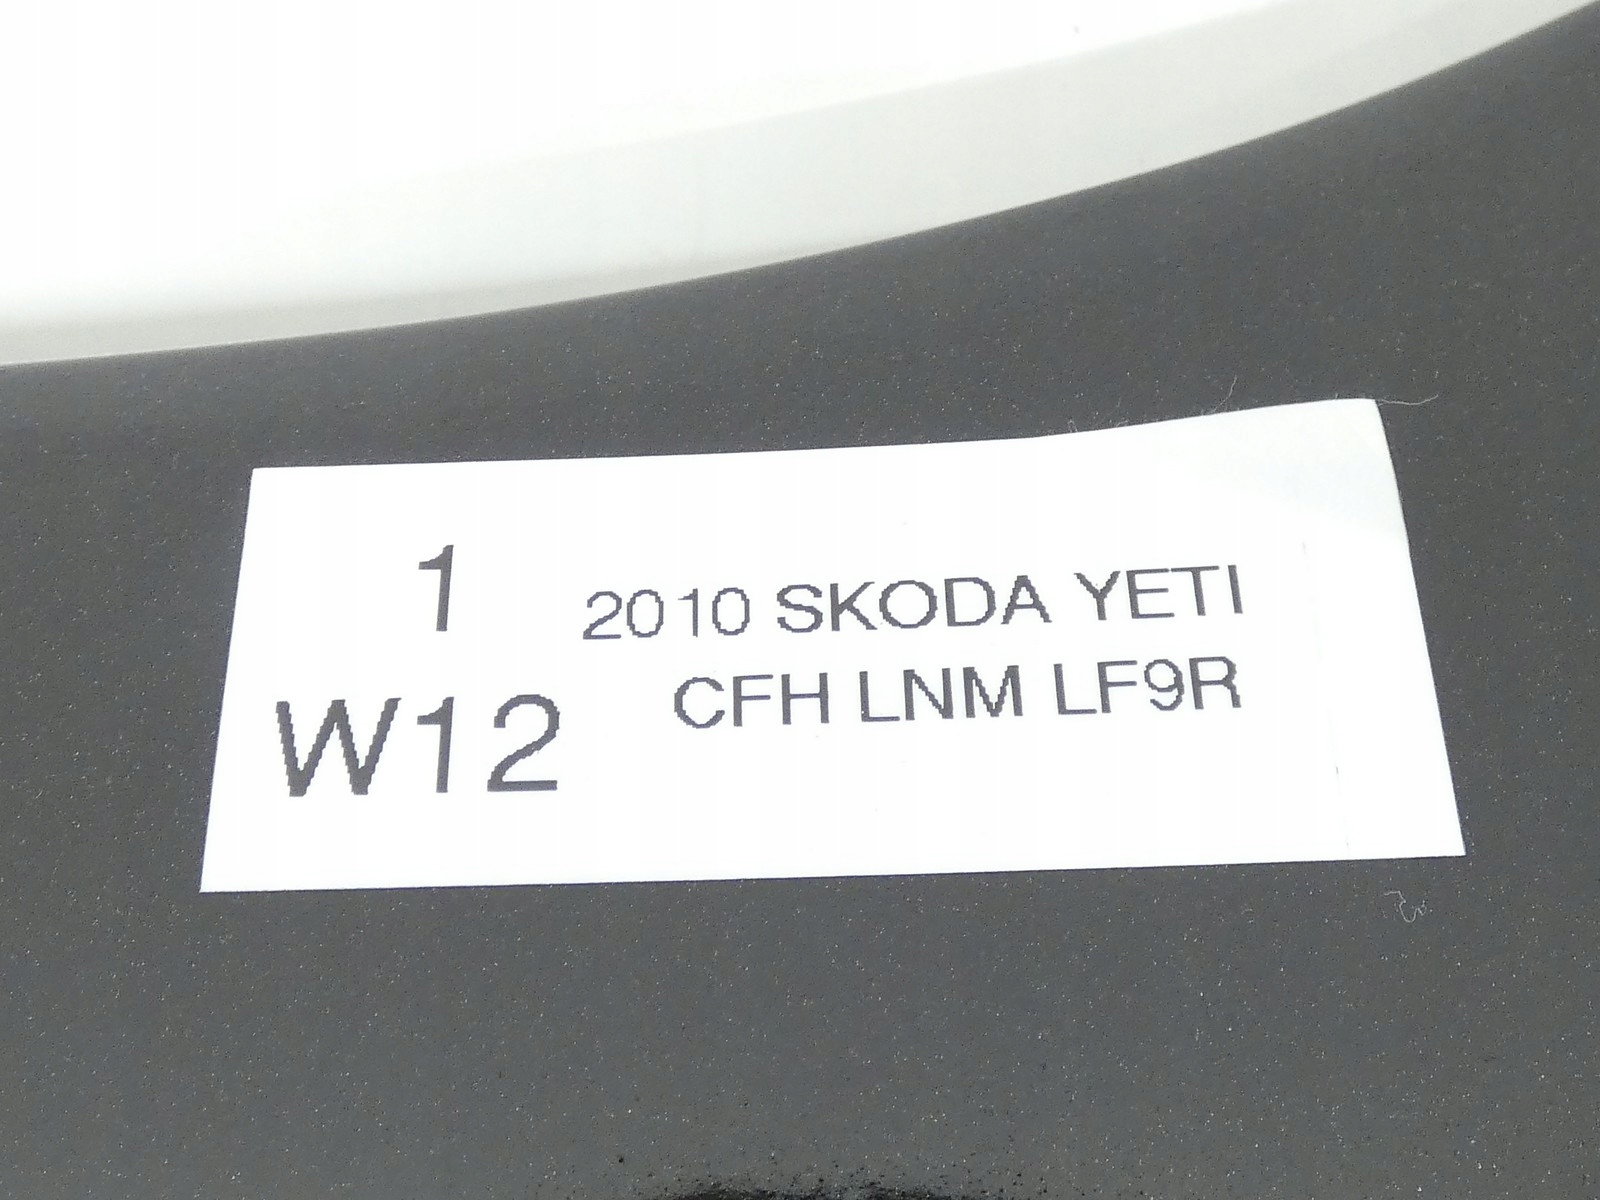 1
2010 SKODA YETI
CFH LNM LF9R
W12